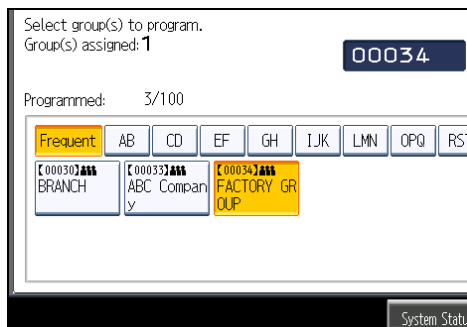 Select group(s) to program.
Group(s) assigned: 1
00034
Programmed: 3/100
Frequent AB CD EF GH IJK LMN OPQ RST
【00030】
BRANCH
【00033】
ABC Compan
y
【00034】
FACTORY GR
OUP
System Statu